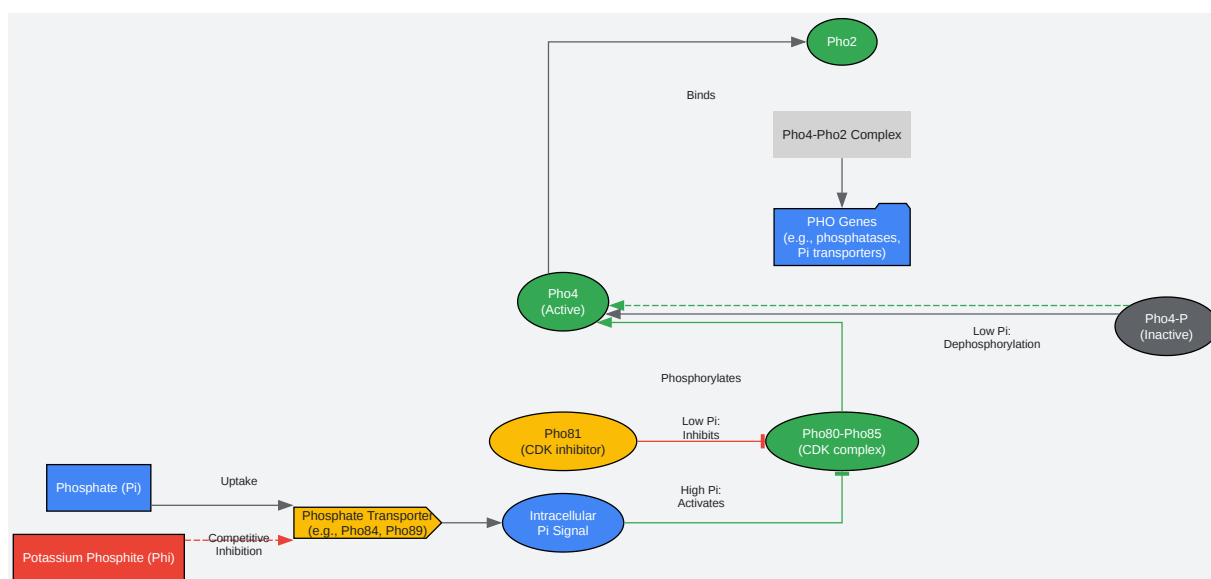 Pho2
Binds
Pho4-Pho2 Complex
PHO Genes
(e.g., phosphatases,
Pi transporters)
Pho4
(Active)
Pho4-P
(Inactive)
Low Pi:
Dephosphorylation
Phosphorylates
Pho81
(CDK inhibitor)
Low Pi:
Inhibits
Pho80-Pho85
(CDK complex)
Phosphate (Pi)
Uptake
Phosphate Transporter
(e.g., Pho84, Pho89)
Intracellular
Pi Signal
High Pi:
Activates
Potassium Phosphite (Phi)
Competitive
Inhibition